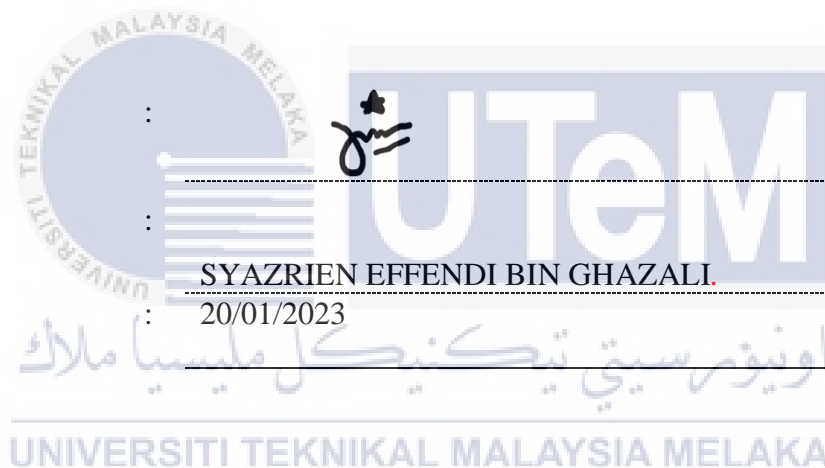 UNIVERSITI TEKNIKAL MALAYSIA MELAKA
UTeM
:
:
SYAZRIEN EFFENDI BIN GHAZALI.
: 20/01/2023
اونيۏرسيتي تيكنيكل مليسيا ملاك
UNIVERSITI TEKNIKAL MALAYSIA MELAKA